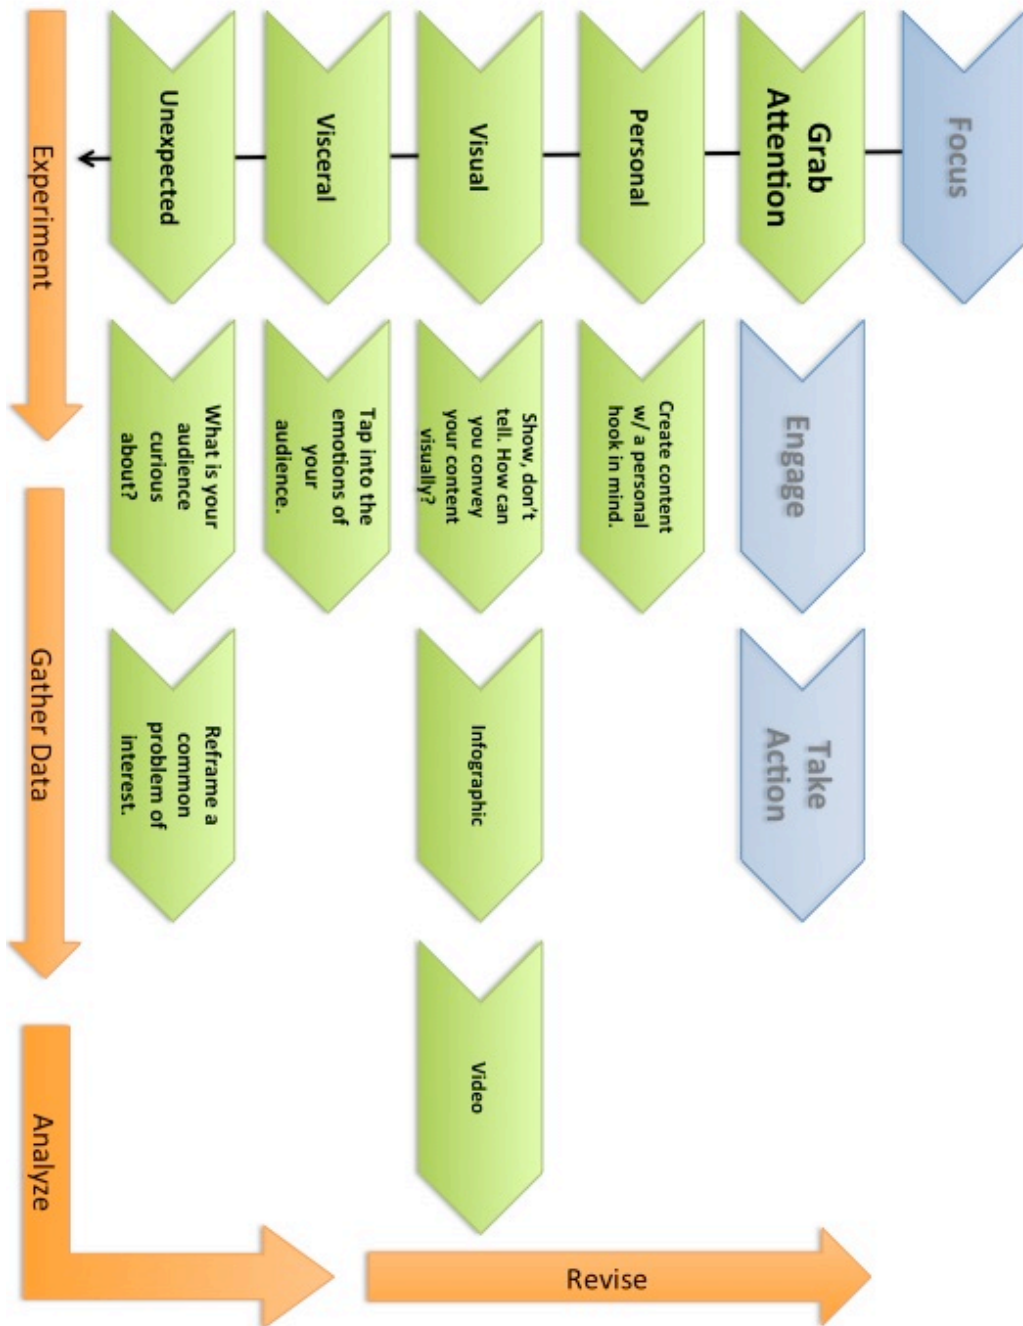 Focus
Grab
Attention
Engage
Take
Action
Personal
Create content
w/ a personal
hook in mind.
Visual
Show, don't
tell. How can
you convey
your content
visually?
Infographic
Video
Visceral
Tap into the
emotions of
your
audience.
Unexpected
What is your
audience
curious
about?
Reframe a
common
problem of
interest.
Experiment
Gather Data
Analyze
Revise